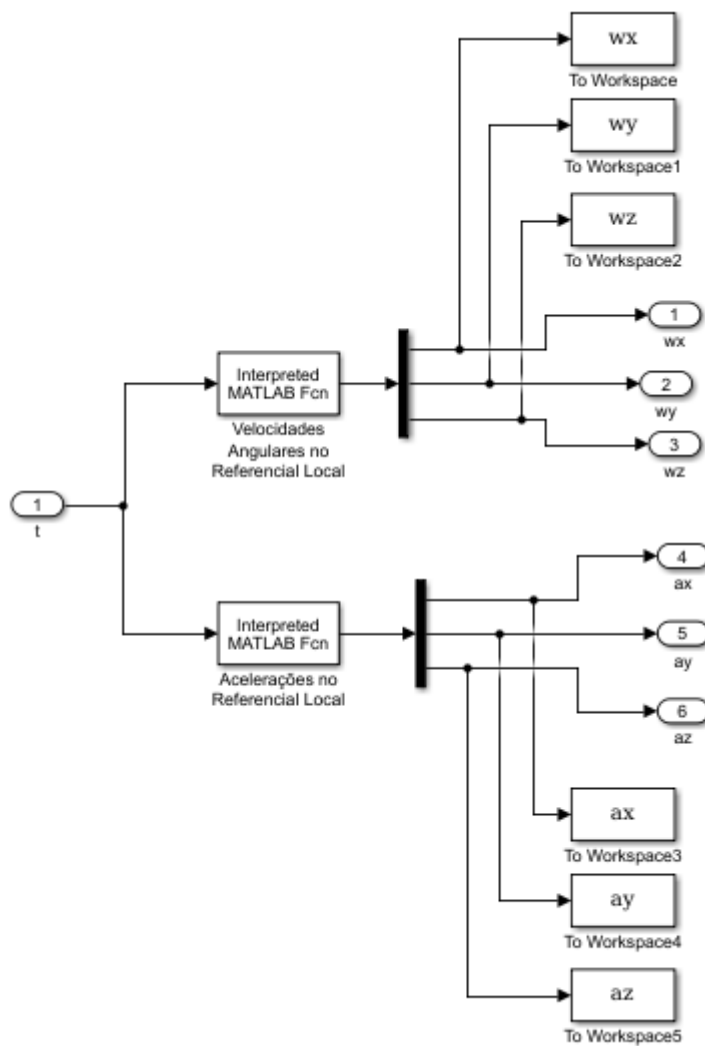 wx
To Workspace
wy
To Workspace1
wz
To Workspace2
1
wx
Interpreted
MATLAB Fcn
2
wy
Velocidades
Angulares no
Referencial Local
3
wz
1
t
4
ax
Interpreted
MATLAB Fcn
5
ay
Acelerações no
Referencial Local
6
az
ax
To Workspace3
ay
To Workspace4
az
To Workspace5